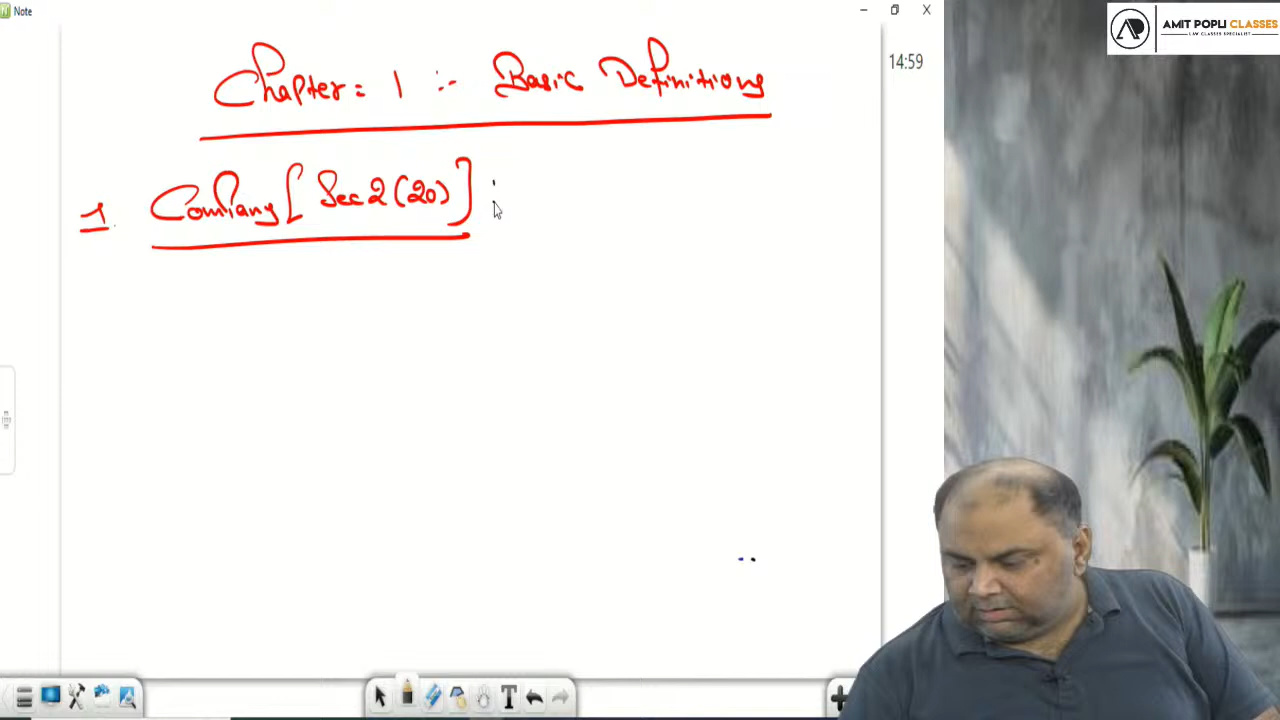 Note
AMIT POPLI CLASSES
LAW CLASSES SPECIALIST
14:59
Chapter = 1 :- Basic Definitions
1. Company [Sec 2(20)] :